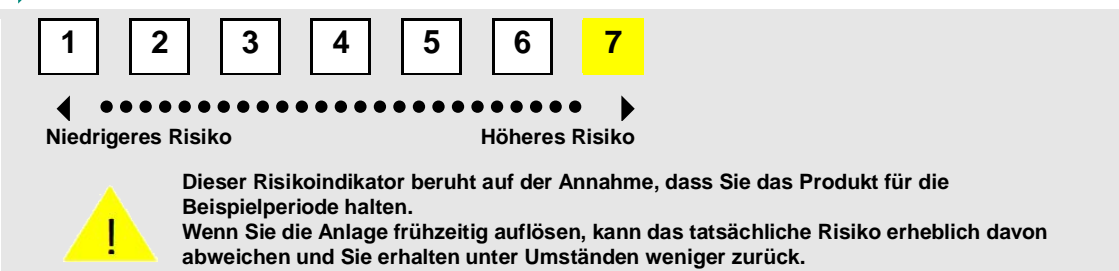 1 2 3 4 5 6 7
Niedrigeres Risiko Höheres Risiko
Dieser Risikoindikator beruht auf der Annahme, dass Sie das Produkt für die
Beispielperiode halten.
Wenn Sie die Anlage frühzeitig auflösen, kann das tatsächliche Risiko erheblich davon
abweichen und Sie erhalten unter Umständen weniger zurück.
!